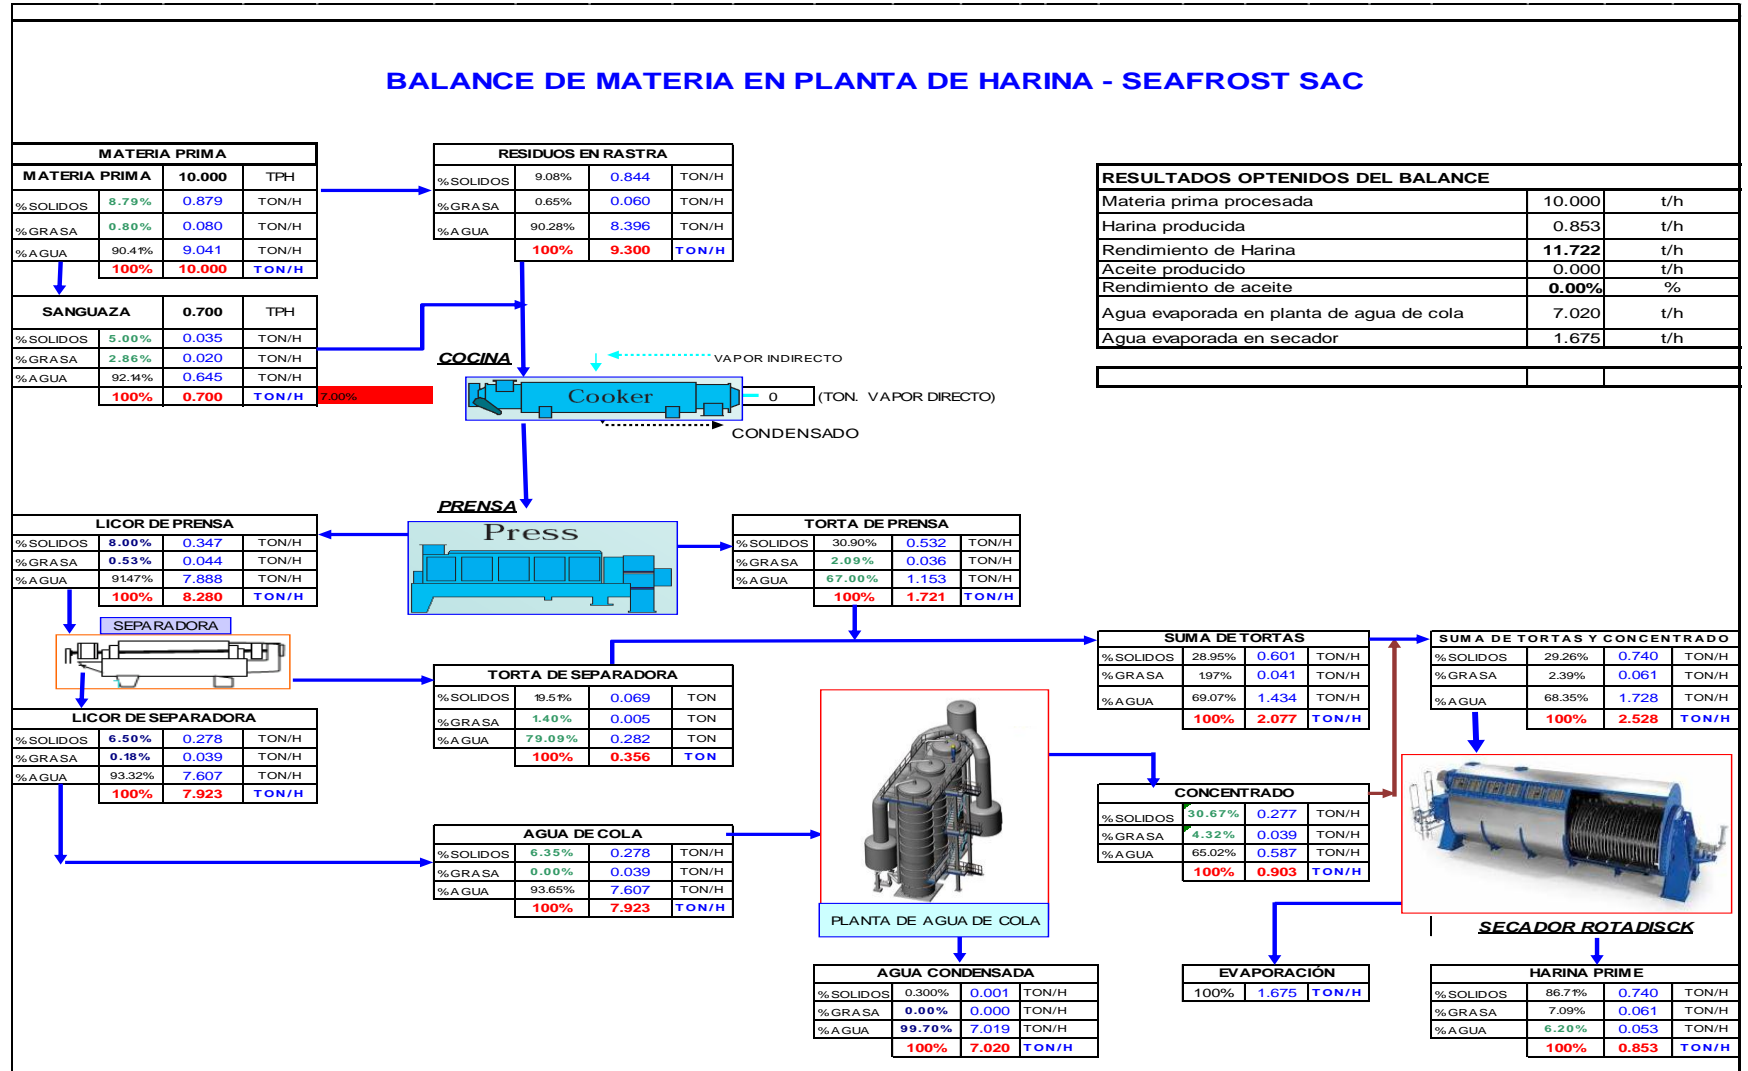 BALANCE DE MATERIA EN PLANTA DE HARINA - SEAFROST SAC
MATERIA PRIMA
MATERIA PRIMA 10.000 TPH
%SOLIDOS 8.79% 0.879 TON/H
%GRASA 0.80% 0.080 TON/H
%AGUA 90.41% 9.041 TON/H
100% 10.000 TON/H
RESIDUOS EN RASTRA
%SOLIDOS 9.08% 0.844 TON/H
%GRASA 0.65% 0.060 TON/H
%AGUA 90.28% 8.396 TON/H
100% 9.300 TON/H
RESULTADOS OPTENIDOS DEL BALANCE
Materia prima procesada 10.000 t/h
Harina producida 0.853 t/h
Rendimiento de Harina 11.722 t/h
Aceite producido 0.000 t/h
Rendimiento de aceite 0.00% %
Agua evaporada en planta de agua de cola 7.020 t/h
Agua evaporada en secador 1.675 t/h
SANGUAZA 0.700 TPH
%SOLIDOS 5.00% 0.035 TON/H
%GRASA 2.86% 0.020 TON/H
%AGUA 92.14% 0.645 TON/H
100% 0.700 TON/H 7.00%
COCINA
VAPOR INDIRECTO
Cooker
0 (TON. VAPOR DIRECTO)
CONDENSADO
PRENSA
Press
LICOR DE PRENSA
%SOLIDOS 8.00% 0.347 TON/H
%GRASA 0.53% 0.044 TON/H
%AGUA 91.47% 7.888 TON/H
100% 8.280 TON/H
TORTA DE PRENSA
%SOLIDOS 30.90% 0.532 TON/H
%GRASA 2.09% 0.036 TON/H
%AGUA 67.00% 1.153 TON/H
100% 1.721 TON/H
SEPARADORA
TORTA DE SEPARADORA
%SOLIDOS 19.51% 0.069 TON
%GRASA 1.40% 0.005 TON
%AGUA 79.09% 0.282 TON
100% 0.356 TON
SUMA DE TORTAS
%SOLIDOS 28.95% 0.601 TON/H
%GRASA 1.97% 0.041 TON/H
%AGUA 69.07% 1.434 TON/H
100% 2.077 TON/H
SUMA DE TORTAS Y CONCENTRADO
%SOLIDOS 29.26% 0.740 TON/H
%GRASA 2.39% 0.061 TON/H
%AGUA 68.35% 1.728 TON/H
100% 2.528 TON/H
LICOR DE SEPARADORA
%SOLIDOS 6.50% 0.278 TON/H
%GRASA 0.18% 0.039 TON/H
%AGUA 93.32% 7.607 TON/H
100% 7.923 TON/H
AGUA DE COLA
%SOLIDOS 6.35% 0.278 TON/H
%GRASA 0.00% 0.039 TON/H
%AGUA 93.65% 7.607 TON/H
100% 7.923 TON/H
PLANTA DE AGUA DE COLA
CONCENTRADO
%SOLIDOS 30.67% 0.277 TON/H
%GRASA 4.32% 0.039 TON/H
%AGUA 65.02% 0.587 TON/H
100% 0.903 TON/H
SECADOR ROTADISCK
AGUA CONDENSADA
%SOLIDOS 0.300% 0.001 TON/H
%GRASA 0.00% 0.000 TON/H
%AGUA 99.70% 7.019 TON/H
100% 7.020 TON/H
EVAPORACIÓN
100% 1.675 TON/H
HARINA PRIME
%SOLIDOS 86.71% 0.740 TON/H
%GRASA 7.09% 0.061 TON/H
%AGUA 6.20% 0.053 TON/H
100% 0.853 TON/H